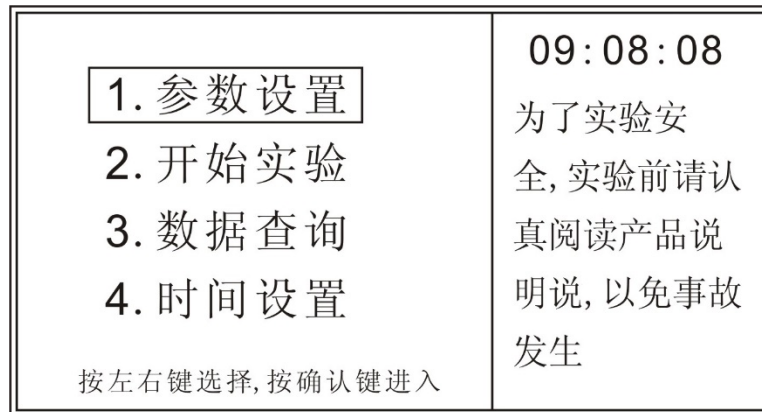 1.参数设置
2.开始实验
3.数据查询
4.时间设置
按左右键选择,按确认键进入
09:08:08
为了实验安
全,实验前请认
真阅读产品说
明说,以免事故
发生